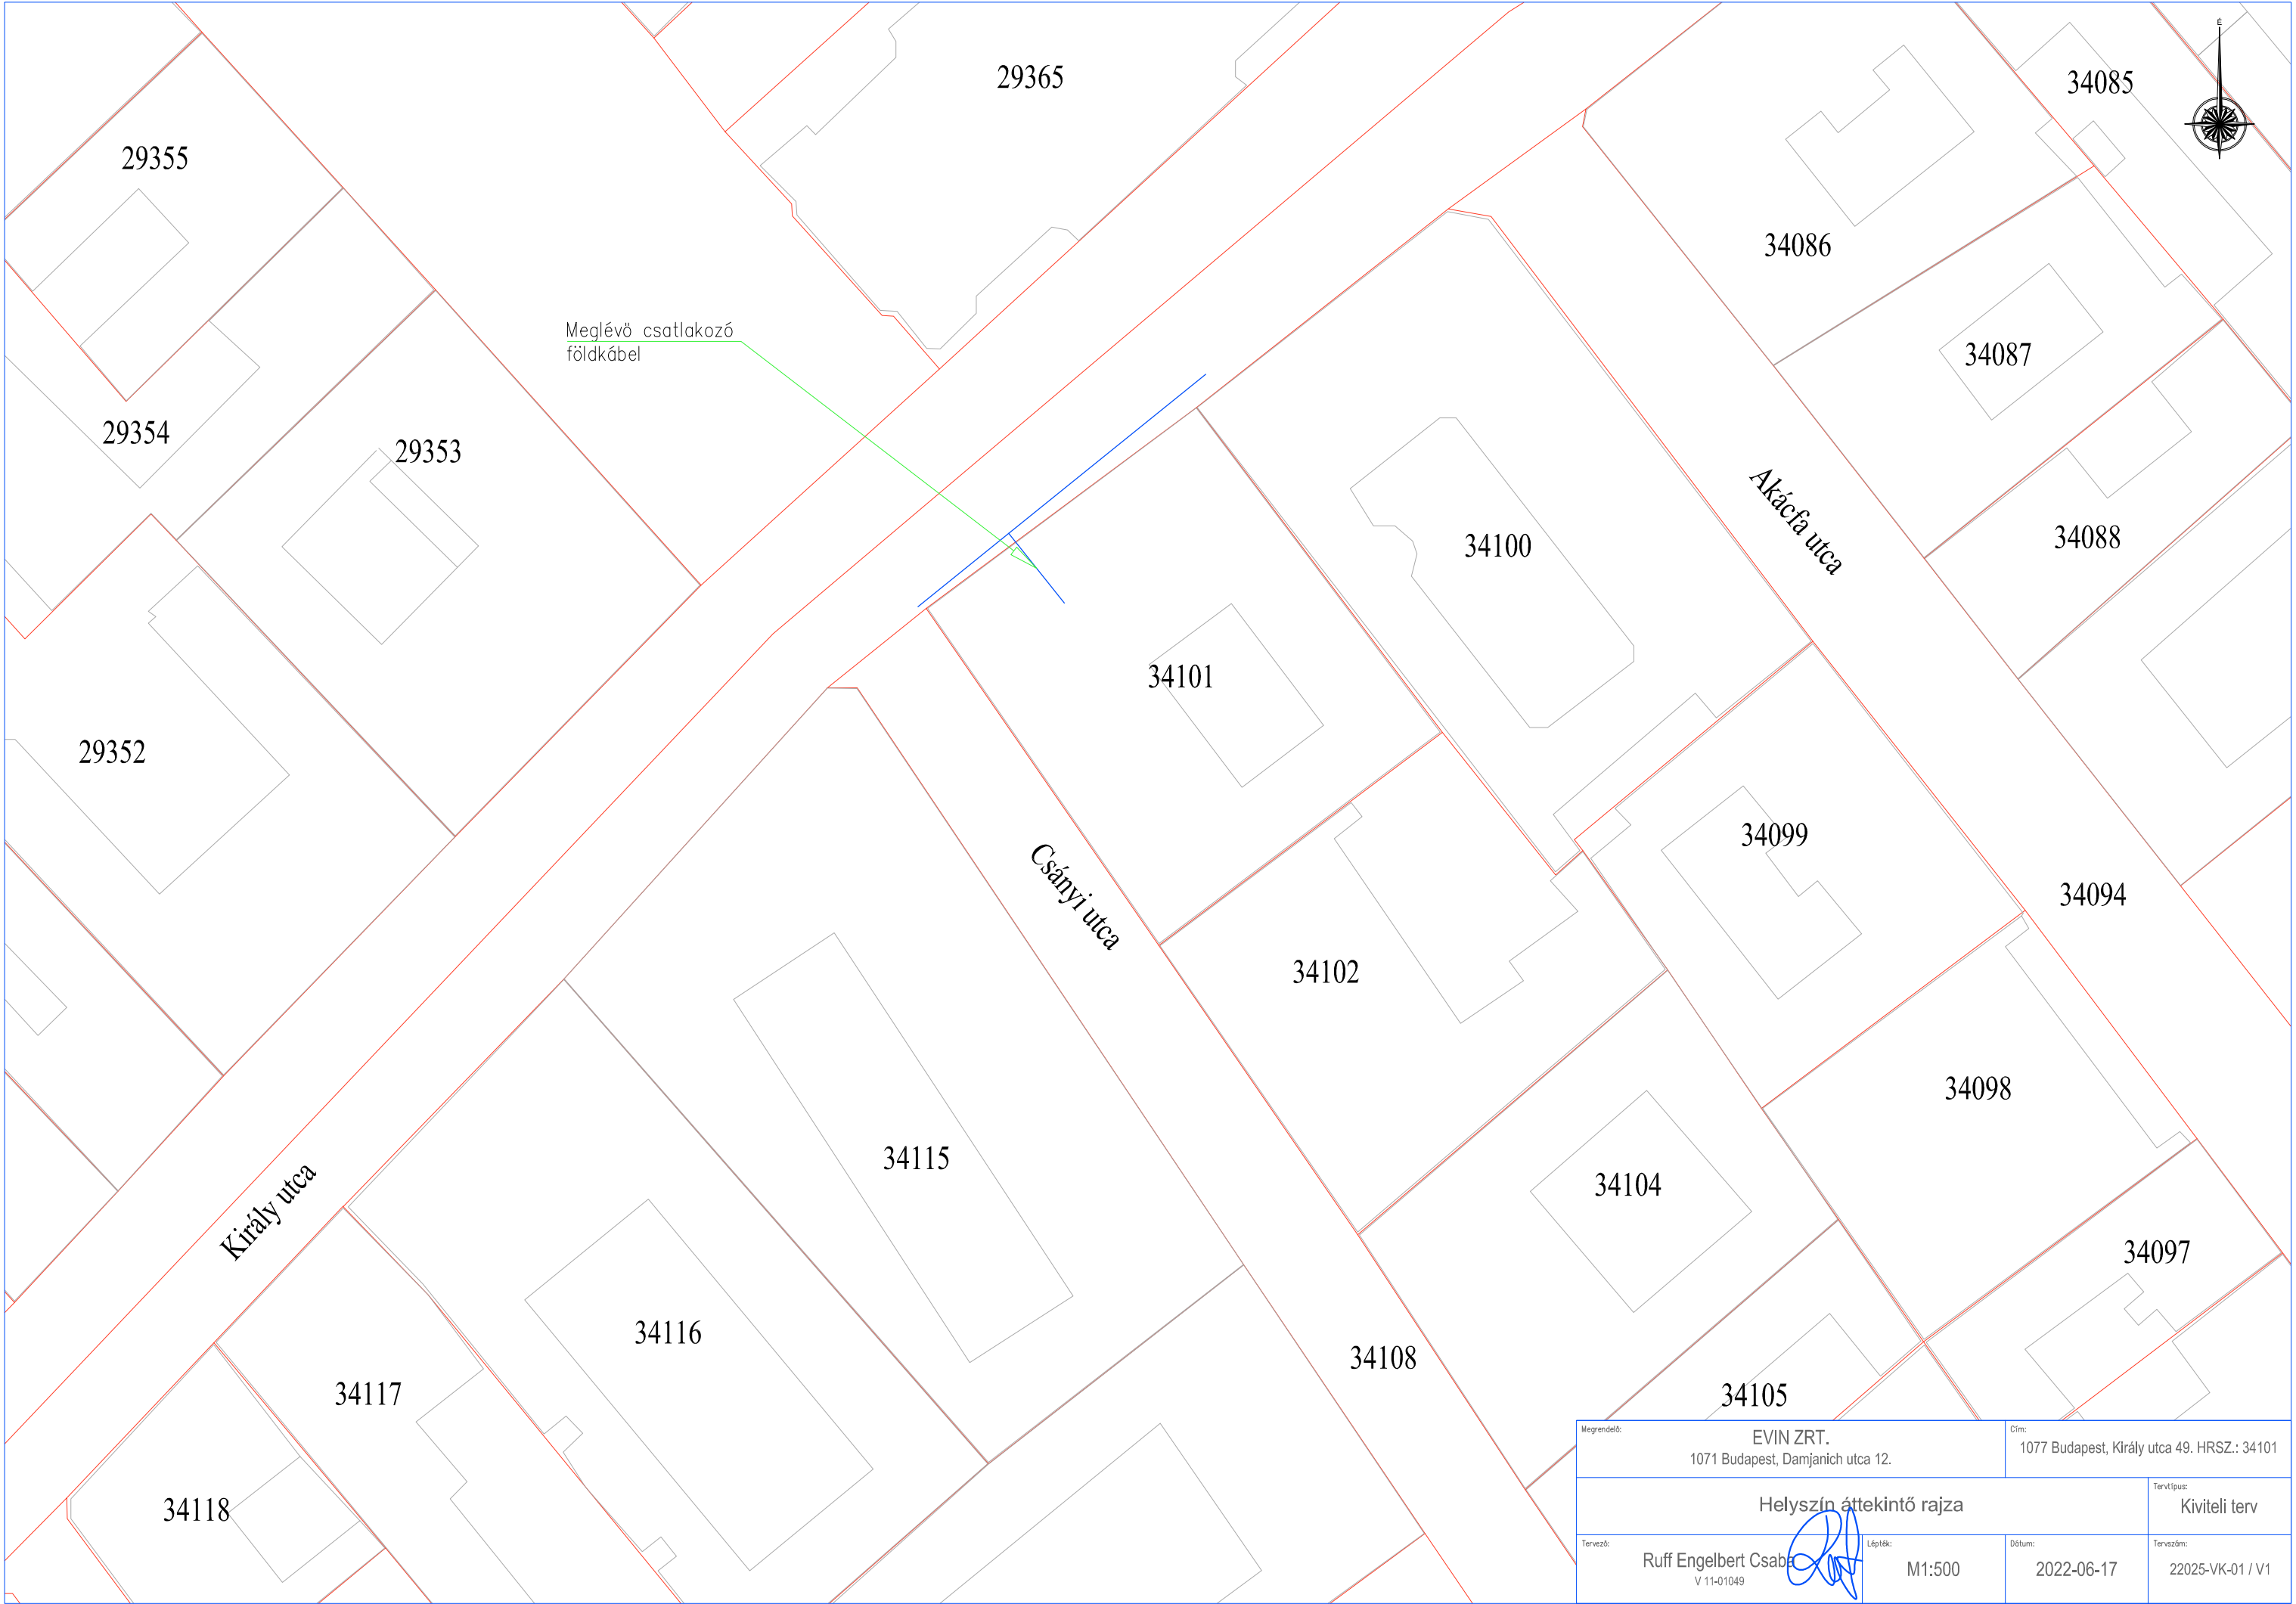 É
29365
34085
29355
34086
Meglévö csatlakozó
földkábel
34087
29354
29353
Akácfa utca
34088
34100
34101
29352
34099
Csányi utca
34094
34102
34098
34115
34104
Király utca
34097
34116
34108
34117
34105
34118
Megrendelő:
EVIN ZRT.
1071 Budapest, Damjanich utca 12.
Cím:
1077 Budapest, Király utca 49. HRSZ.: 34101
Helyszín áttekintő rajza
Tervtípus:
Kiviteli terv
Tervező:
Ruff Engelbert Csaba
V 11-01049
Lépték:
M1:500
Dátum:
2022-06-17
Tervszám:
22025-VK-01 / V1